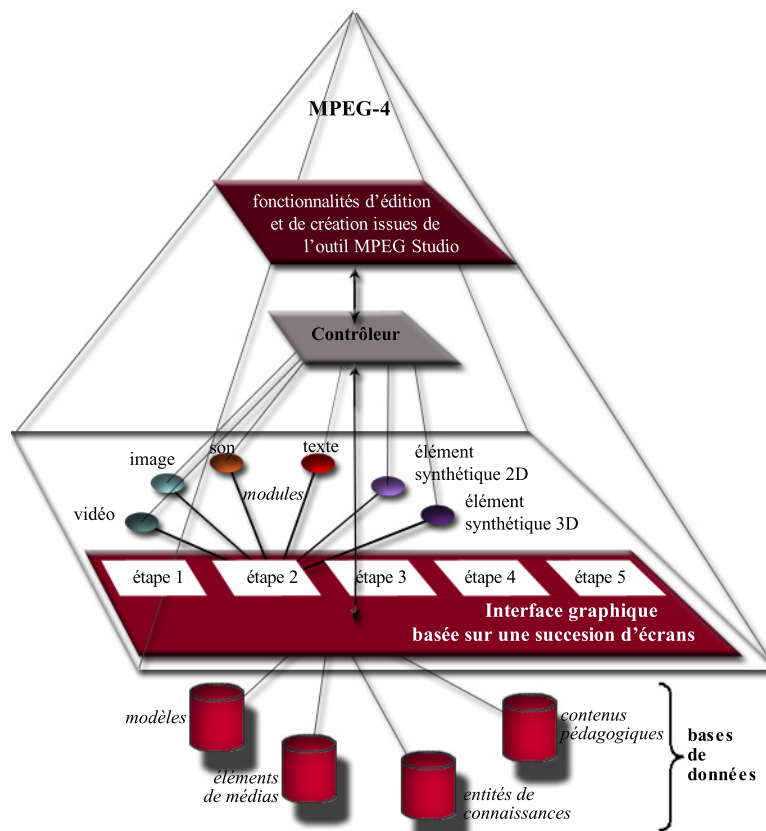 MPEG-4
fonctionnalités d'édition
et de création issues de
l'outil MPEG Studio
Contrôleur
son
texte
élément
synthétique 2D
image
modules
vidéo
élément
synthétique 3D
étape 1
étape 2
étape 3
étape 4
étape 5
Interface graphique
basée sur une succesion d'écrans
modèles
contenus
pédagogiques
éléments
de médias
entités de
connaissances
bases
de
données